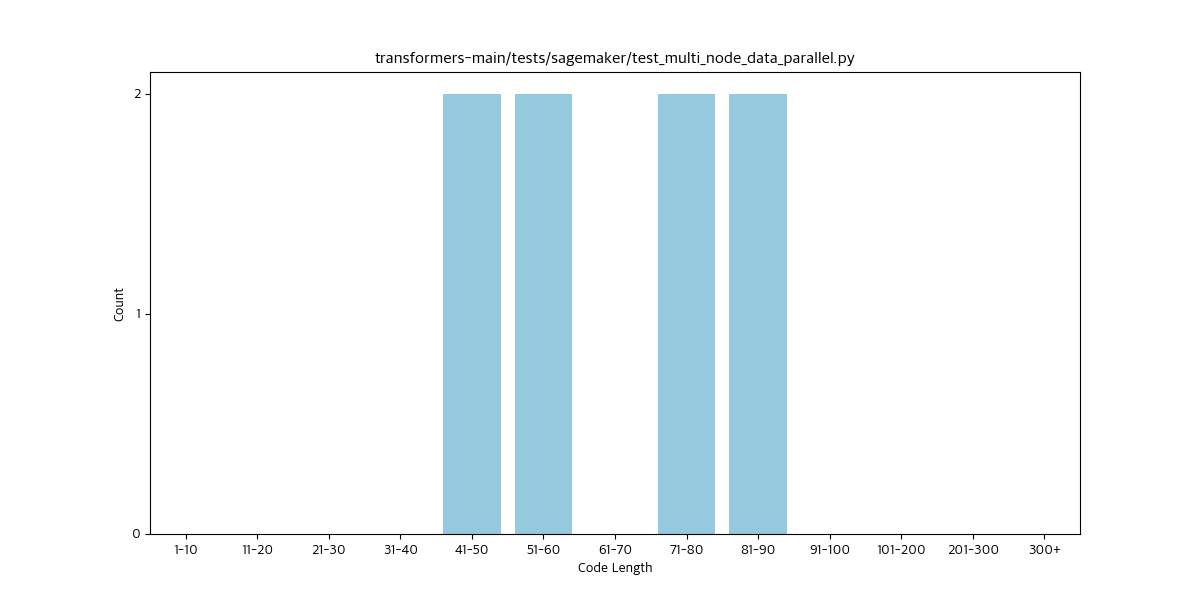 transformers-main/tests/sagemaker/test_multi_node_data_parallel.py
2
1
0
Count
1-10 11-20 21-30 31-40 41-50 51-60 61-70 71-80 81-90 91-100 101-200 201-300 300+
Code Length